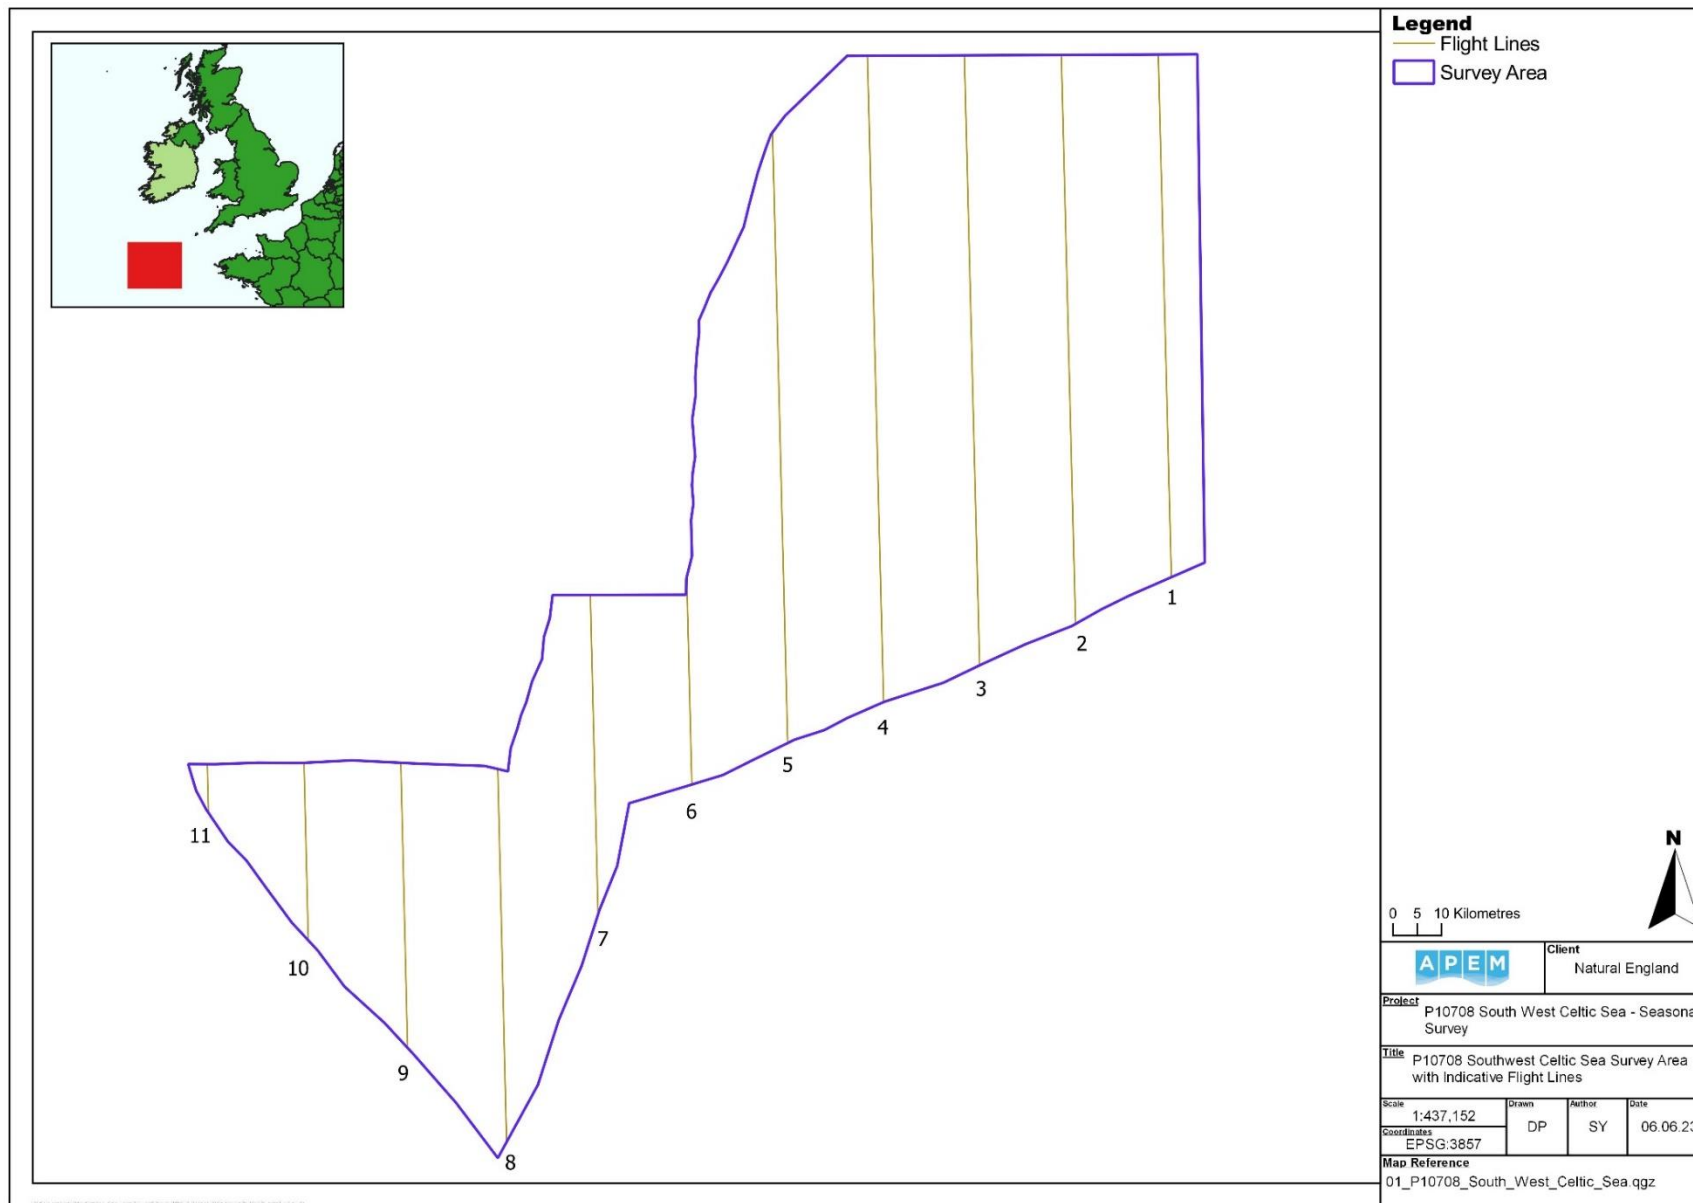 Legend
Flight Lines
Survey Area
1
2
3
4
5
6
7
8
9
10
11
N
0 5 10 Kilometres
APEM
Client
Natural England
Project
P10708 South West Celtic Sea - Seasona
Survey
Title
P10708 Southwest Celtic Sea Survey Area
with Indicative Flight Lines
Scale
1:437,152
Drawn
DP
Author
SY
Date
06.06.23
Coordinates
EPSG:3857
Map Reference
01_P10708_South_West_Celtic_Sea.qgz